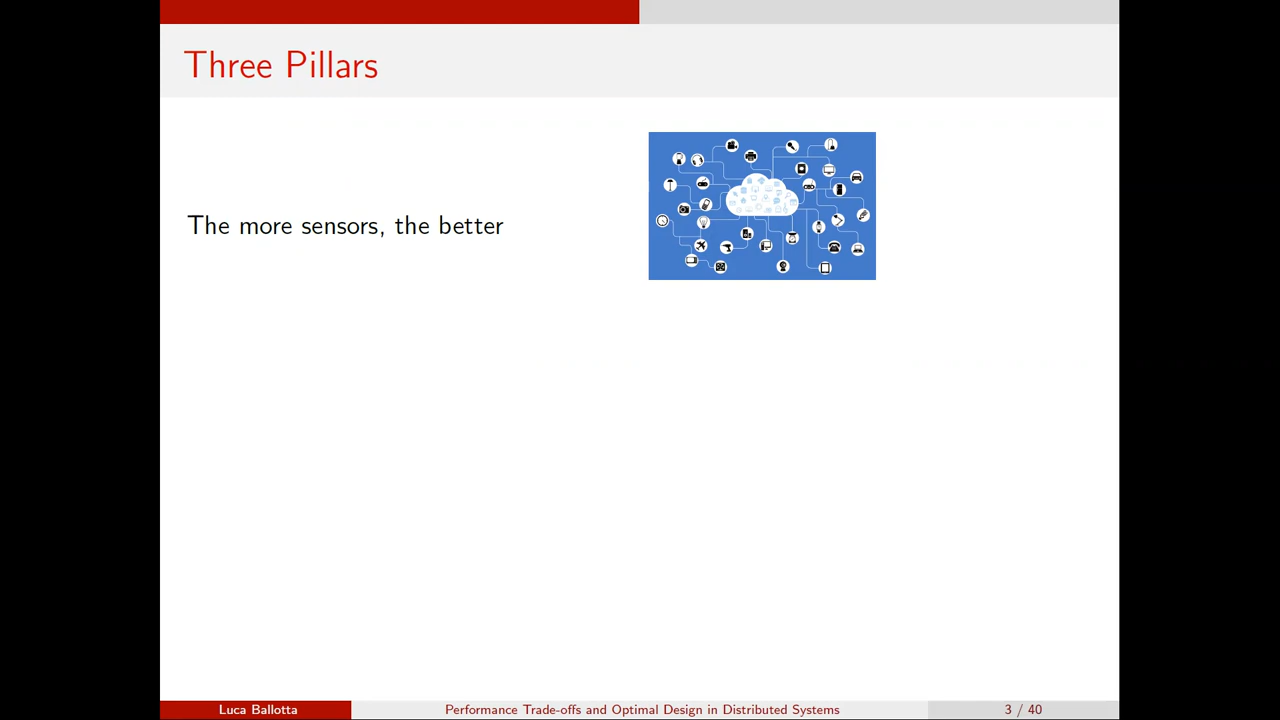 Three Pillars
The more sensors, the better
Luca Ballotta
Performance Trade-offs and Optimal Design in Distributed Systems
3 / 40